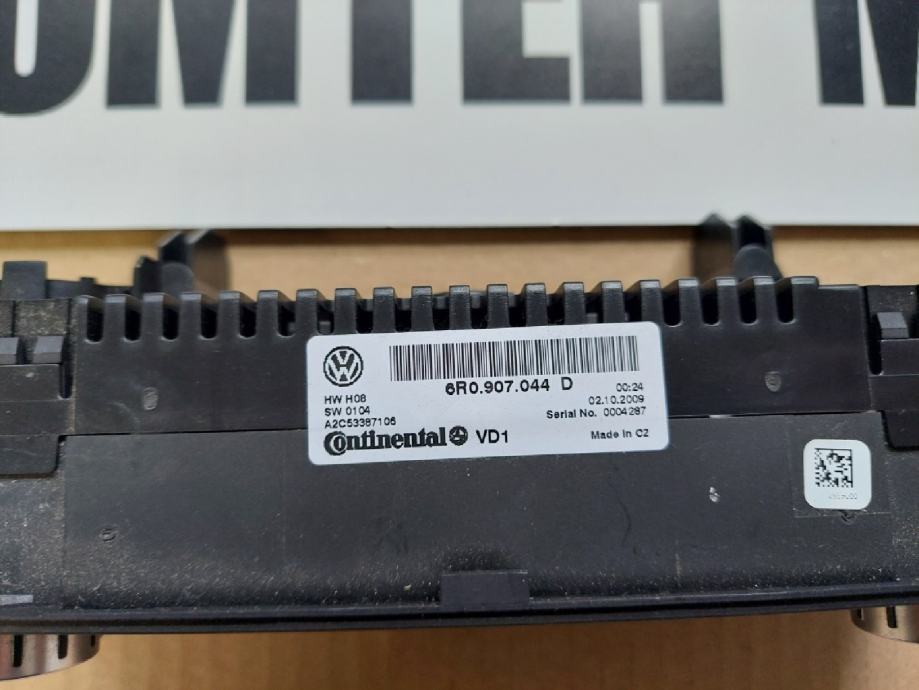 OMTER M
6R0.907.044 D
HW H08
00:24
SW 0104
02.10.2009
A2C53387106
Serial No. 0004287
Continental VD1
Made in CZ